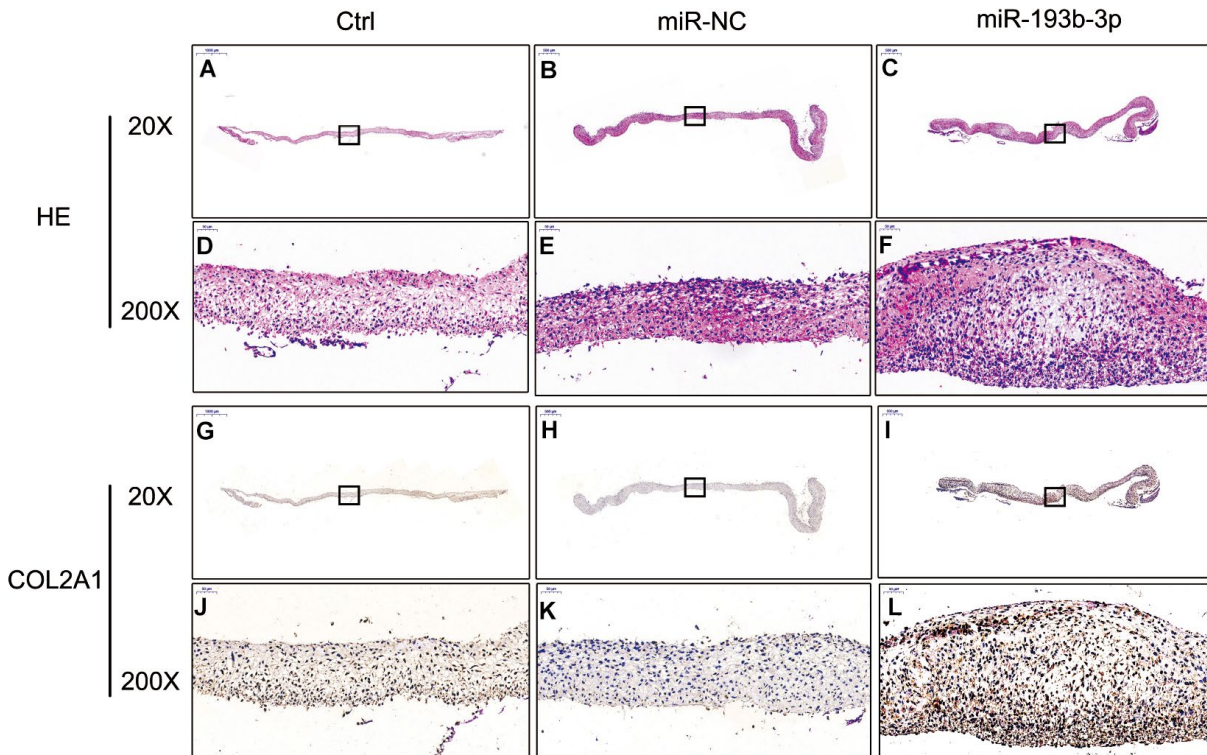 Ctrl miR-NC miR-193b-3p
HE
20X
A B C
200X
D E F
COL2A1
20X
G H I
200X
J K L